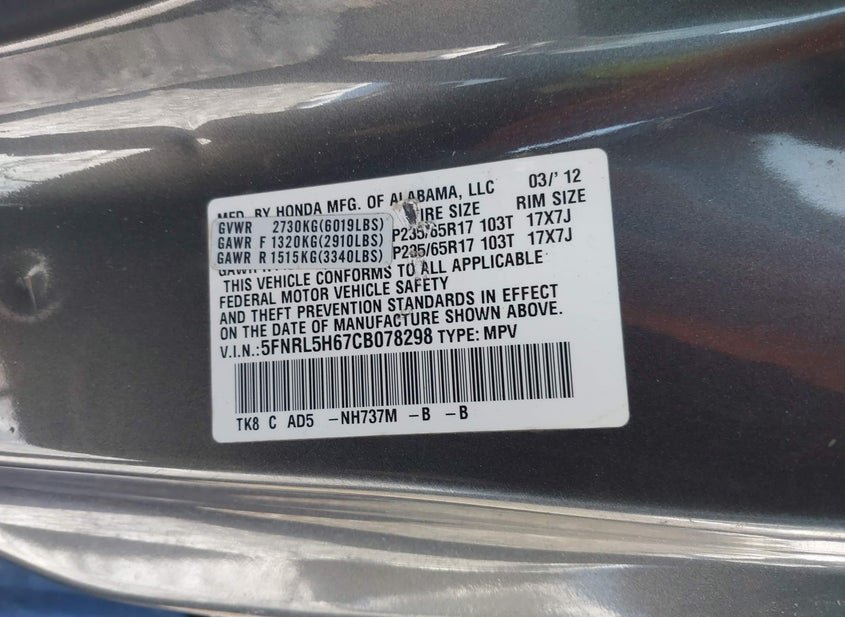 MFD. BY HONDA MFG. OF ALABAMA, LLC 03/' 12
TIRE SIZE RIM SIZE
GVWR 2730KG(6019LBS)
GAWR F 1320KG(2910LBS) P235/65R17 103T 17X7J
GAWR R 1515KG(3340LBS) P235/65R17 103T 17X7J
GAWR
THIS VEHICLE CONFORMS TO ALL APPLICABLE
FEDERAL MOTOR VEHICLE SAFETY
AND THEFT PREVENTION STANDARDS IN EFFECT
ON THE DATE OF MANUFACTURE SHOWN ABOVE.
V.I.N.:5FNRL5H67CB078298 TYPE: MPV
TK8 C AD5 -NH737M -B -B